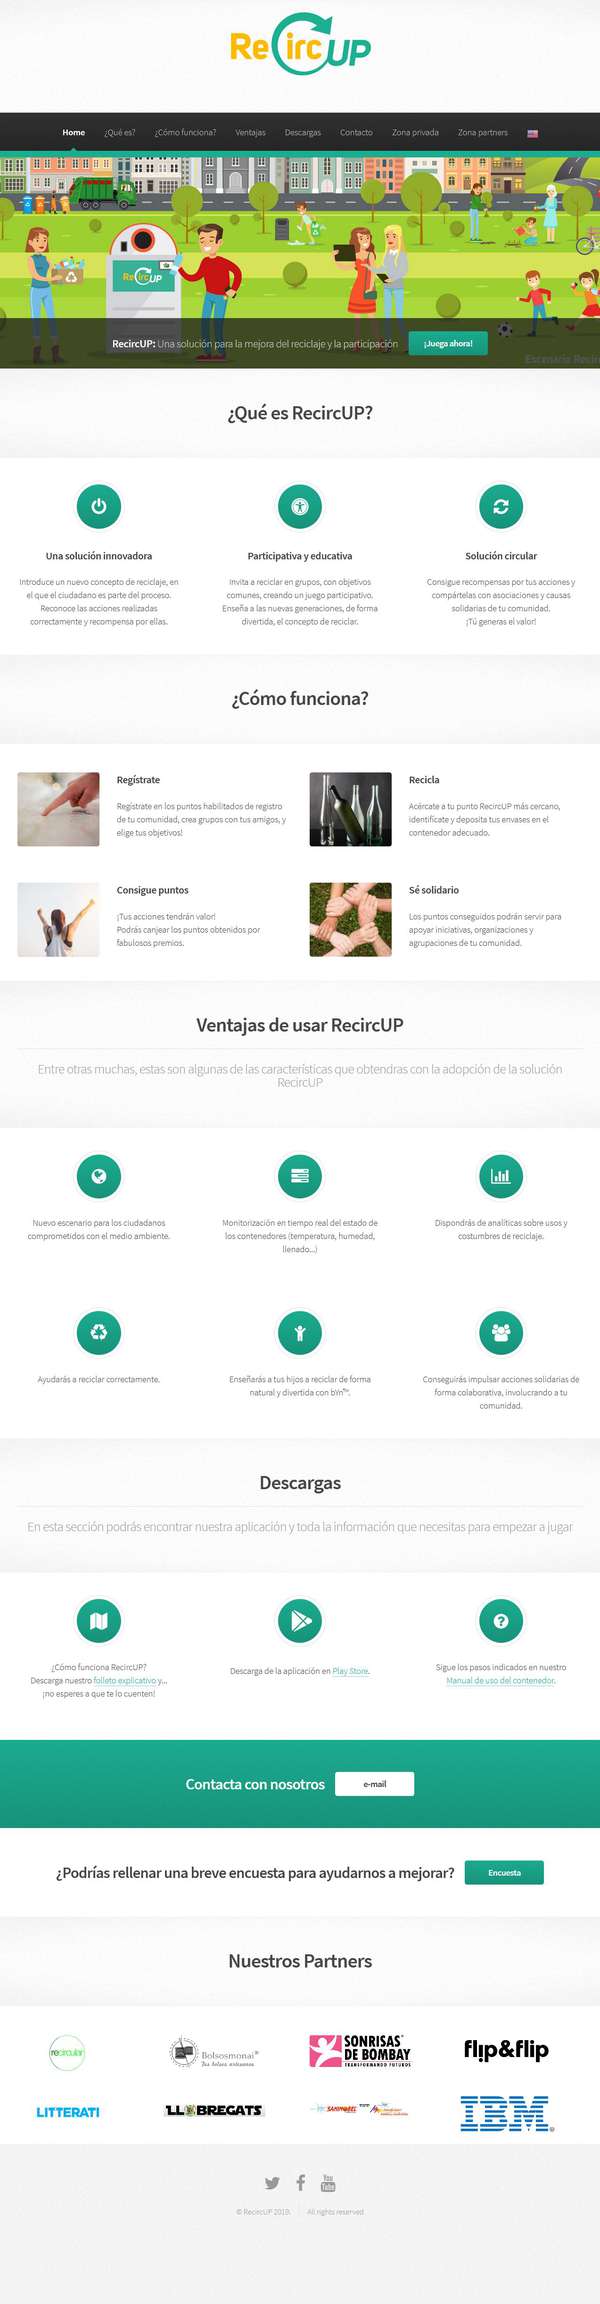 ReCircUP
Home ¿Qué es? ¿Cómo funciona? Ventajas Descargas Contacto Zona privada Zona partners
ReCircUP
RecircUP: Una solución para la mejora del reciclaje y la participación
¡Juega ahora!
Escenario Recir
¿Qué es RecircUP?
Una solución innovadora
Introduce un nuevo concepto de reciclaje, en
el que el ciudadano es parte del proceso.
Reconoce las acciones realizadas
correctamente y recompensa por ellas.
Participativa y educativa
Invita a reciclar en grupos, con objetivos
comunes, creando un juego participativo.
Enseña a las nuevas generaciones, de forma
divertida, el concepto de reciclar.
Solución circular
Consigue recompensas por tus acciones y
compártelas con asociaciones y causas
solidarias de tu comunidad.
¡Tú generas el valor!
¿Cómo funciona?
Regístrate
Regístrate en los puntos habilitados de registro
de tu comunidad, crea grupos con tus amigos, y
elige tus objetivos!
Recicla
Acércate a tu punto RecircUP más cercano,
identifícate y deposita tus envases en el
contenedor adecuado.
Consigue puntos
¡Tus acciones tendrán valor!
Podrás canjear los puntos obtenidos por
fabulosos premios.
Sé solidario
Los puntos conseguidos podrán servir para
apoyar iniciativas, organizaciones y
agrupaciones de tu comunidad.
Ventajas de usar RecircUP
Entre otras muchas, estas son algunas de las características que obtendras con la adopción de la solución
RecircUP
Nuevo escenario para los ciudadanos
comprometidos con el medio ambiente.
Monitorización en tiempo real del estado de
los contenedores (temperatura, humedad,
llenado...)
Dispondrás de analíticas sobre usos y
costumbres de reciclaje.
Ayudarás a reciclar correctamente.
Enseñarás a tus hijos a reciclar de forma
natural y divertida con bYn™.
Conseguirás impulsar acciones solidarias de
forma colaborativa, involucrando a tu
comunidad.
Descargas
En esta sección podrás encontrar nuestra aplicación y toda la información que necesitas para empezar a jugar
¿Cómo funciona RecircUP?
Descarga nuestro folleto explicativo y...
¡no esperes a que te lo cuenten!
Descarga de la aplicación en Play Store.
Sigue los pasos indicados en nuestro
Manual de uso del contenedor.
Contacta con nosotros
e-mail
¿Podrías rellenar una breve encuesta para ayudarnos a mejorar?
Encuesta
Nuestros Partners
recircular
Bolsosmonai®
Tus bolsos artesanos
SONRISAS
DE BOMBAY
TRANSFORMANDO FUTUROS
flip&flip
LITTERATI
LLOBREGATS
IBM®
You
Tube
© RecircUP 2019. All rights reserved